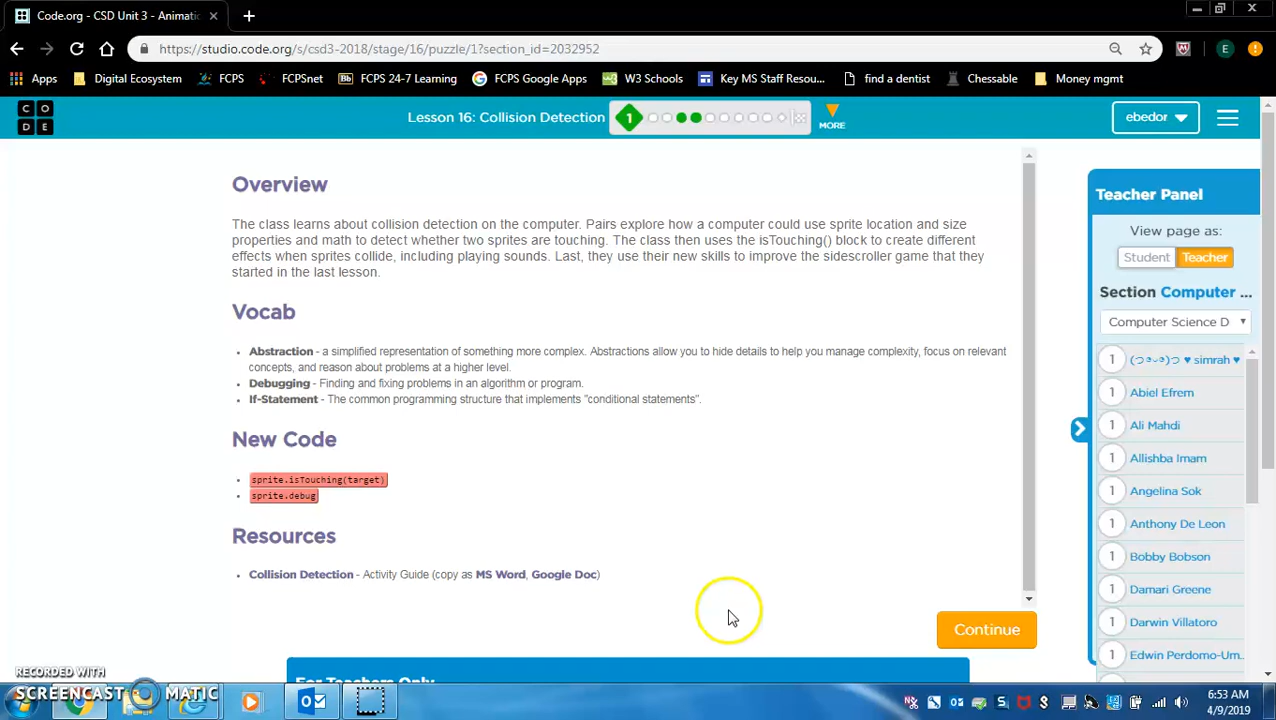 Code.org - CSD Unit 3 - Animatic
https://studio.code.org/s/csd3-2018/stage/16/puzzle/1?section_id=2032952
E
Apps Digital Ecosystem FCPS FCPSnet Bb FCPS 24-7 Learning FCPS Google Apps W3 Schools Key MS Staff Resou... find a dentist Chessable Money mgmt
C O
D E
Lesson 16: Collision Detection 1 MORE ebedor
Overview
The class learns about collision detection on the computer. Pairs explore how a computer could use sprite location and size
properties and math to detect whether two sprites are touching. The class then uses the isTouching() block to create different
effects when sprites collide, including playing sounds. Last, they use their new skills to improve the sidescroller game that they
started in the last lesson.
Vocab
Abstraction - a simplified representation of something more complex. Abstractions allow you to hide details to help you manage complexity, focus on relevant
concepts, and reason about problems at a higher level.
Debugging - Finding and fixing problems in an algorithm or program.
If-Statement - The common programming structure that implements "conditional statements".
New Code
sprite.isTouching(target)
sprite.debug
Resources
Collision Detection - Activity Guide (copy as MS Word, Google Doc)
Continue
For Teachers Only
Teacher Panel
View page as:
Student Teacher
Section Computer ...
Computer Science D
1 (つ ♥ simrah ♥
1 Abiel Efrem
1 Ali Mahdi
1 Allishba Imam
1 Angelina Sok
1 Anthony De Leon
1 Bobby Bobson
1 Damari Greene
1 Darwin Villatoro
1 Edwin Perdomo-Um...
RECORDED WITH
SCREENCAST MATIC
6:53 AM
4/9/2019